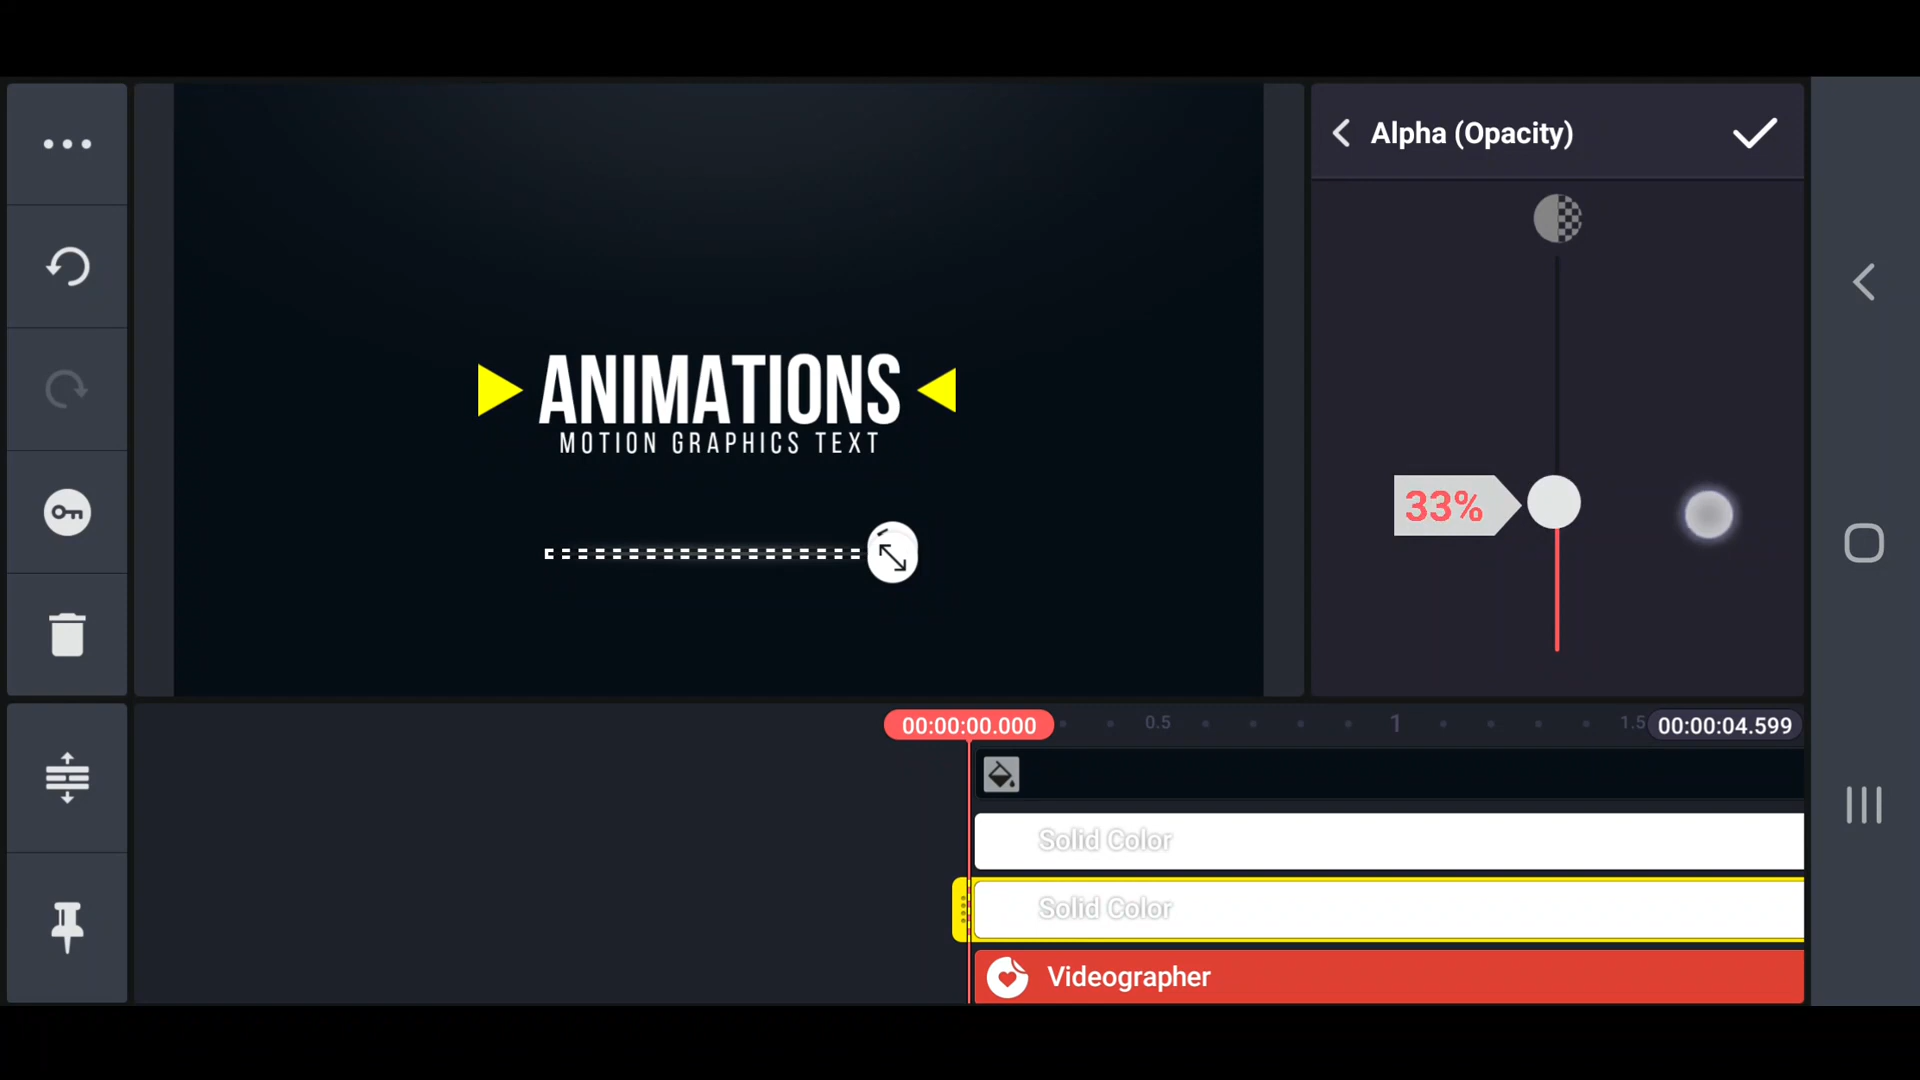 Alpha (Opacity)
ANIMATIONS
MOTION GRAPHICS TEXT
33%
00:00:00.000
0.5
1
1.5
00:00:04.599
Solid Color
Solid Color
Videographer